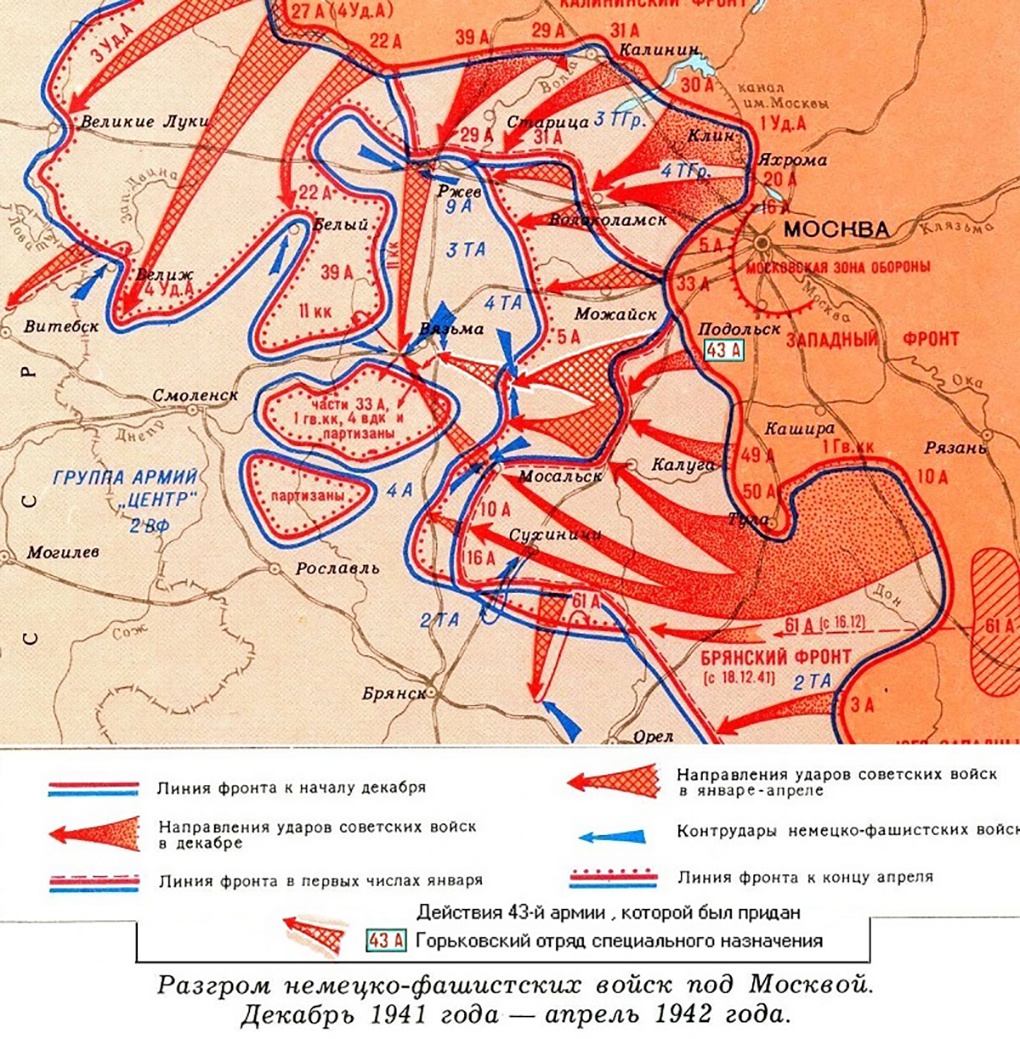 КАЛИНИНСКИЙ ФРОНТ
27 А (4 Уд.А)
3 Уд.А
22 А
39 А
29 А
31 А
Калинин
Волга
30 А
канал
им.Москвы
1 Уд.А
Великие Луки
Старица
3 ТГр.
Клин
29 А
31 А
Яхрома
4 ТГр.
20 А
Зап.Двина
22 А
Ржев
9 А
16 А
Ловать
Белый
Волоколамск
МОСКВА
Клязьма
11 кк
3 ТА
5 А
МОСКОВСКАЯ ЗОНА ОБОРОНЫ
39 А
Велиж
4 Уд.А
33 А
Москва
4 ТА
11 кк
Можайск
Витебск
Вязьма
5 А
Подольск
ЗАПАДНЫЙ ФРОНТ
43 А
Р
С
С
С
Ока
Смоленск
части 33 А,
1 гв.кк, 4 вдк и
партизаны
Днепр
Кашира
1 Гв.кк
Рязань
49 А
Калуга
ГРУППА АРМИЙ
„ЦЕНТР“
2 ВФ
партизаны
4 А
Мосальск
50 А
10 А
10 А
Тула
Сухиничи
Могилев
16 А
Рославль
Дон
61 А
2 ТА
61 А (с 16.12)
61 А
Сож
БРЯНСКИЙ ФРОНТ
(с 18.12.41)
2 ТА
Брянск
3 А
Орел
Линия фронта к началу декабря
Направления ударов советских войск
в январе-апреле
Направления ударов советских войск
в декабре
Контрудары немецко-фашистских войск
Линия фронта в первых числах января
Линия фронта к концу апреля
Действия 43-й армии , которой был придан
43 А Горьковский отряд специального назначения
Разгром немецко-фашистских войск под Москвой.
Декабрь 1941 года — апрель 1942 года.